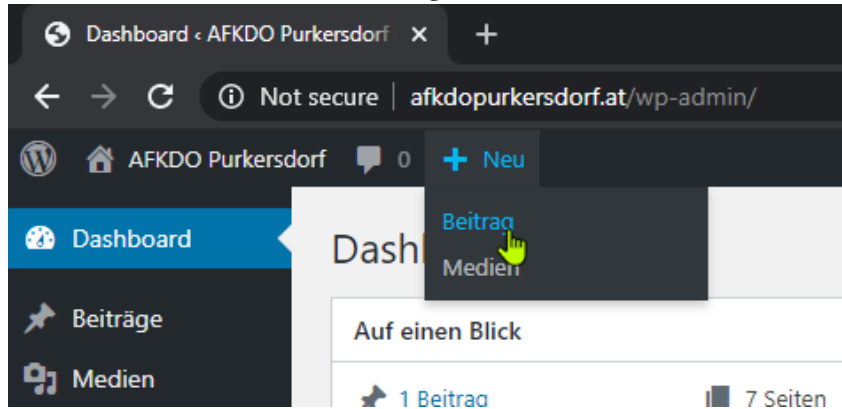 Dashboard ‹ AFKDO Purkersdorf
Not secure | afkdopurkersdorf.at/wp-admin/
AFKDO Purkersdorf 0 + Neu
Beitrag
Dashboard
Dash
Medien
Beiträge
Auf einen Blick
Medien
1 Beitrag 7 Seiten